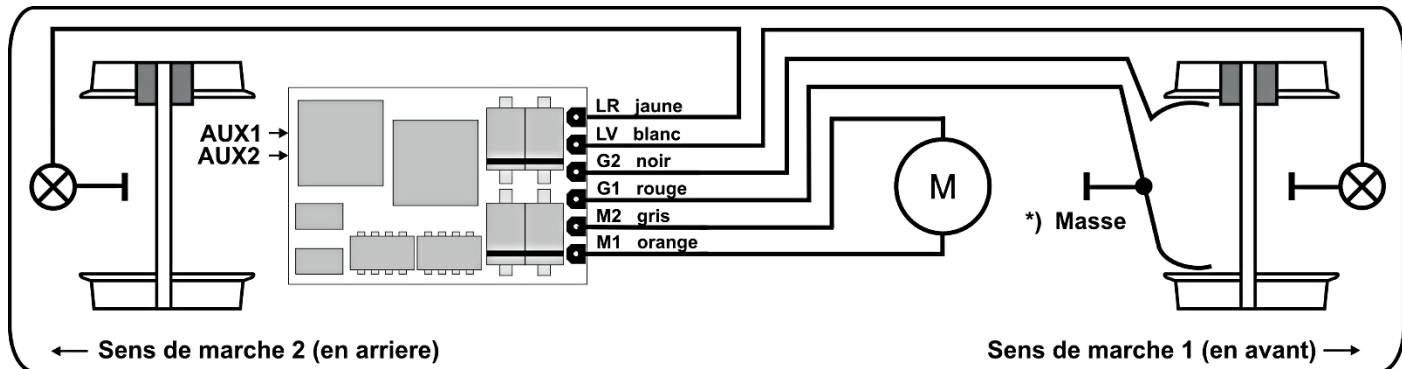 LR jaune
AUX1
LV blanc
AUX2
G2 noir
G1 rouge
M
M2 gris
*) Masse
M1 orange
Sens de marche 2 (en arriere)
Sens de marche 1 (en avant)